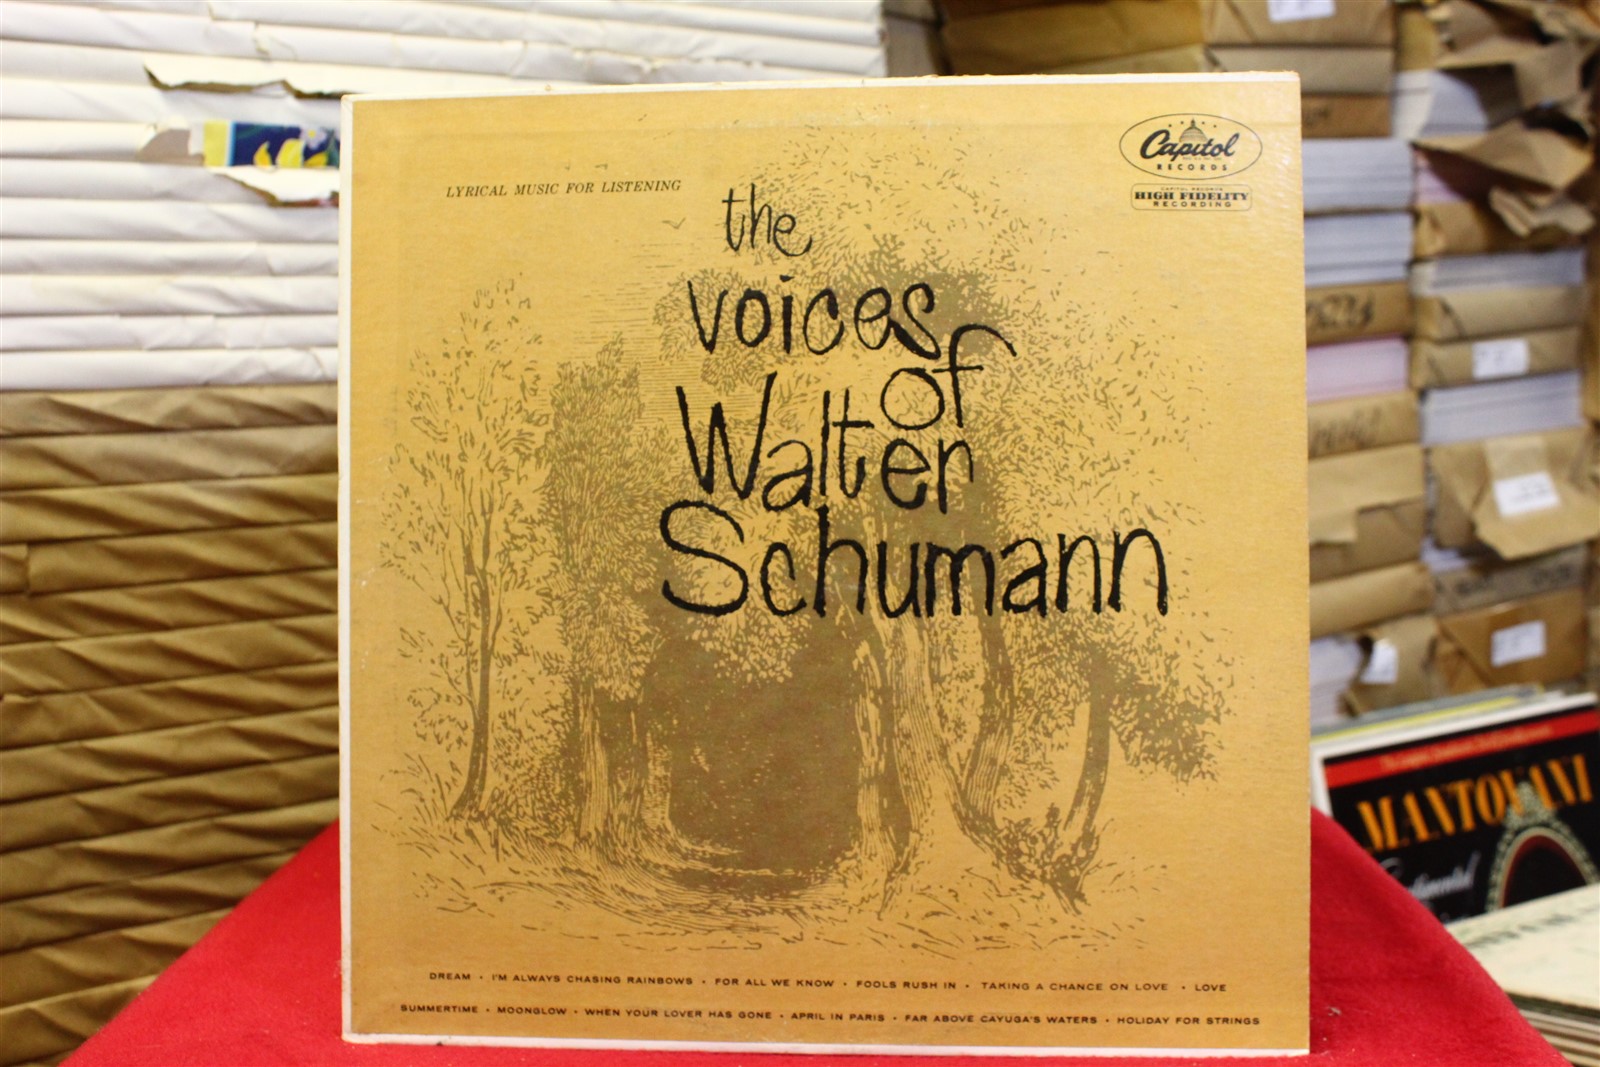 LYRICAL MUSIC FOR LISTENING
the
voices
of
Walter
Schumann
Capitol
RECORDS
CAPITOL RECORDS
HIGH FIDELITY
RECORDING
DREAM • I'M ALWAYS CHASING RAINBOWS • FOR ALL WE KNOW • FOOLS RUSH IN • TAKING A CHANCE ON LOVE • LOVE
SUMMERTIME • MOONGLOW • WHEN YOUR LOVER HAS GONE • APRIL IN PARIS • FAR ABOVE CAYUGA'S WATERS • HOLIDAY FOR STRINGS
MANTOVANI